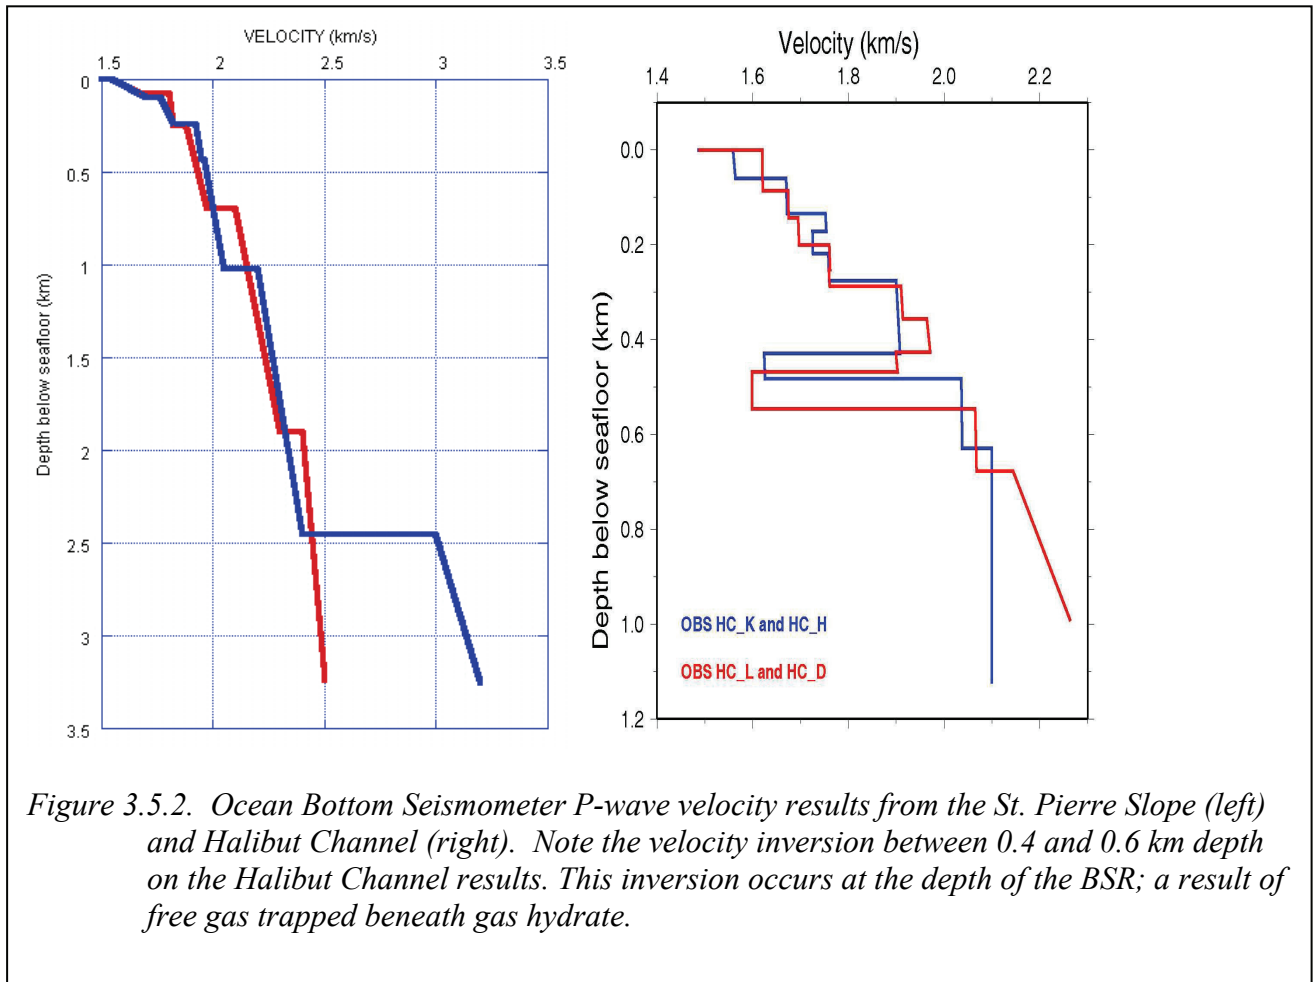 VELOCITY (km/s)
1.5 2 2.5 3 3.5
0
0.5
1
1.5
2
2.5
3
3.5
Depth below seafloor (km)
Velocity (km/s)
1.4 1.6 1.8 2.0 2.2
0.0
0.2
0.4
0.6
0.8
1.0
1.2
Depth below seafloor (km)
OBS HC_K and HC_H
OBS HC_L and HC_D
Figure 3.5.2. Ocean Bottom Seismometer P-wave velocity results from the St. Pierre Slope (left)
and Halibut Channel (right). Note the velocity inversion between 0.4 and 0.6 km depth
on the Halibut Channel results. This inversion occurs at the depth of the BSR; a result of
free gas trapped beneath gas hydrate.